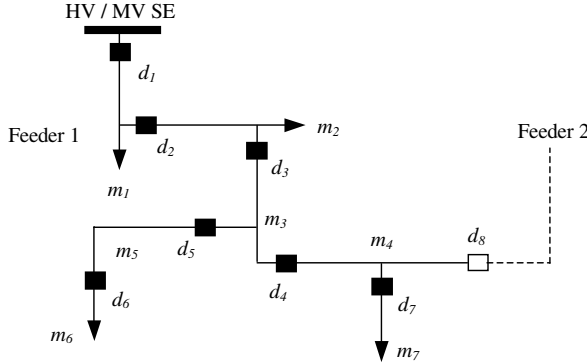 HV / MV SE
d1
Feeder 1
d2
m2
Feeder 2
d3
m1
m3
m5
d5
m4
d8
d4
d6
d7
m6
m7